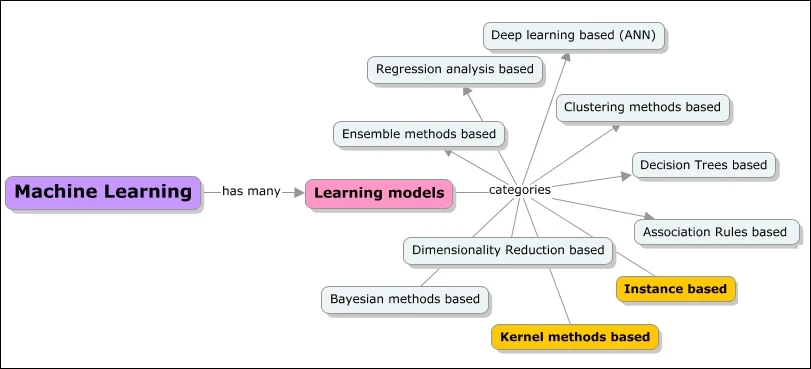 Deep learning based (ANN)
Regression analysis based
Clustering methods based
Ensemble methods based
Decision Trees based
Machine Learning
has many
Learning models
categories
Association Rules based
Dimensionality Reduction based
Instance based
Bayesian methods based
Kernel methods based